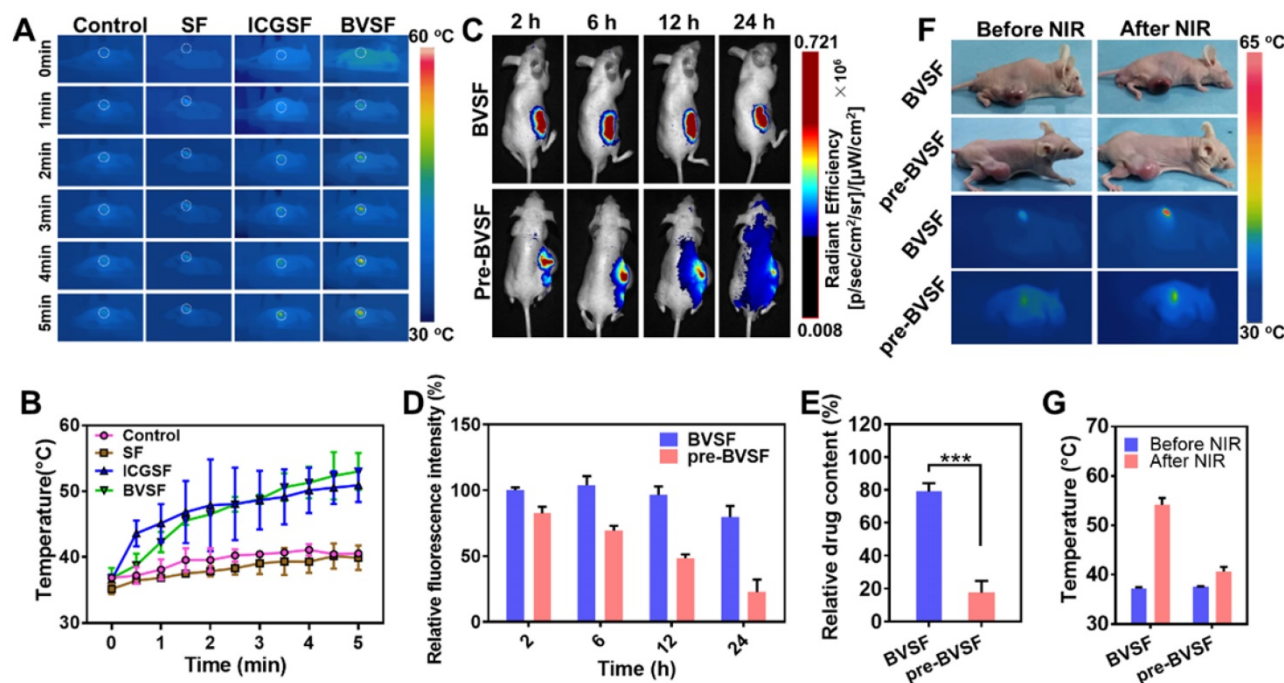 A
Control SF ICGSF BVSF
60 ºC
0min
1min
2min
3min
4min
5min
30 ºC
C
2 h 6 h 12 h 24 h
BVSF
Pre-BVSF
0.721
× 10⁶
Radiant Efficiency
[p/sec/cm²/sr]/[µW/cm²]
0.008
F
Before NIR After NIR
BVSF
pre-BVSF
BVSF
pre-BVSF
65 ºC
30 ºC
B
Temperature(°C)
60
50
40
30
Control
SF
ICGSF
BVSF
0 1 2 3 4 5
Time (min)
D
Relative fluorescence intensity (%)
150
100
50
0
BVSF
pre-BVSF
2 6 12 24
Time (h)
E
Relative drug content (%)
120
100
80
60
40
20
0
***
BVSF pre-BVSF
G
Temperature (°C)
70
60
50
40
30
Before NIR
After NIR
BVSF pre-BVSF